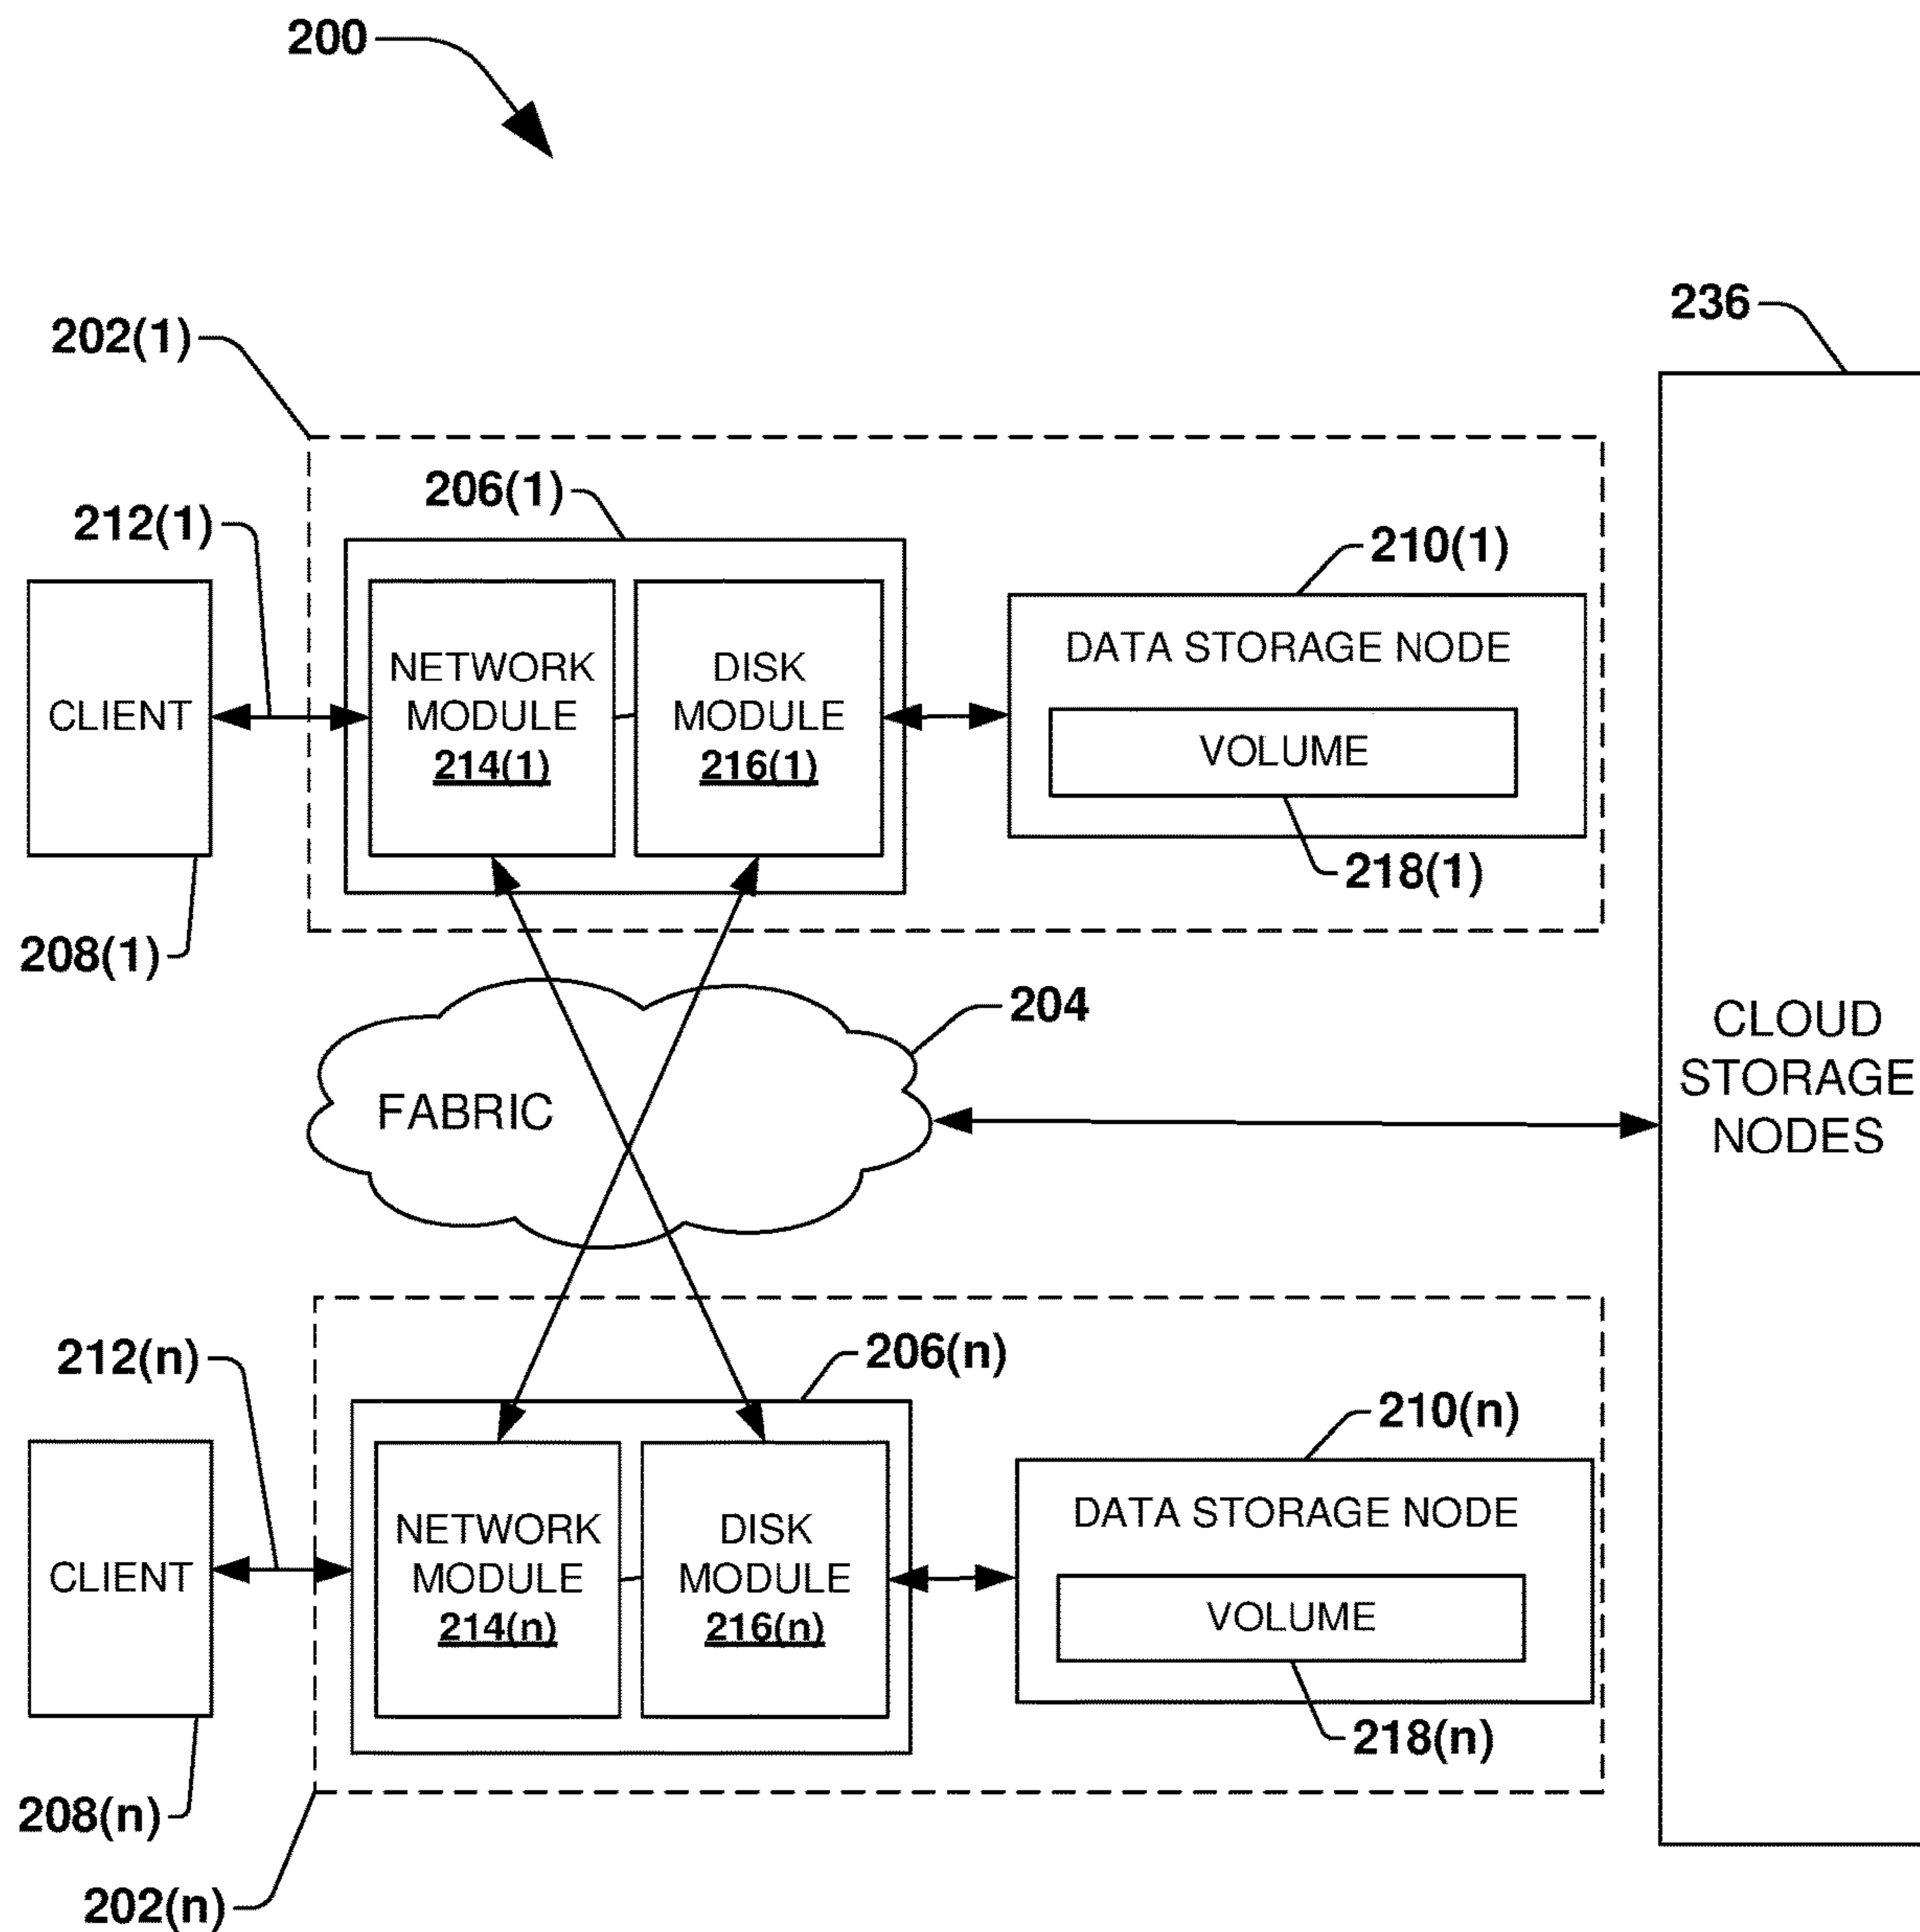 200
236
202(1)
206(1)
212(1)
210(1)
CLIENT
NETWORK
MODULE
214(1)
DISK
MODULE
216(1)
DATA STORAGE NODE
VOLUME
218(1)
208(1)
204
FABRIC
CLOUD
STORAGE
NODES
212(n)
206(n)
210(n)
CLIENT
NETWORK
MODULE
214(n)
DISK
MODULE
216(n)
DATA STORAGE NODE
VOLUME
218(n)
208(n)
202(n)